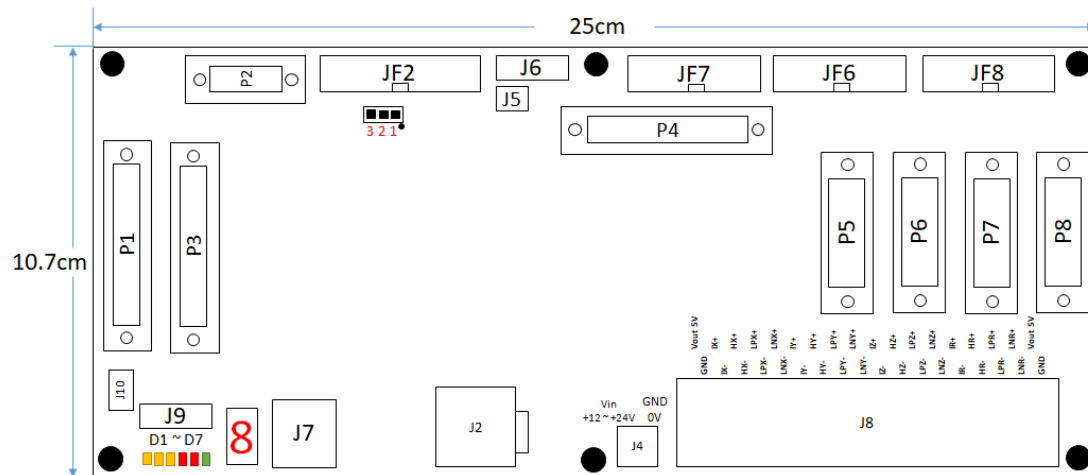 25cm
P2
JF2
J6
J5
JF7
JF6
JF8
3 2 1
P4
P1
P3
10.7cm
P5
P6
P7
P8
Vout 5V
IX+
HX+
LPX+
LNX+
IY+
HY+
LPY+
LNY+
IZ+
HZ+
LPZ+
LNZ+
IR+
HR+
LPR+
LNR+
Vout 5V
GND
IX-
HX-
LPX-
LNX-
IY-
HY-
LPY-
LNY-
IZ-
HZ-
LPZ-
LNZ-
IR-
HR-
LPR-
LNR-
GND
J10
J9
D1 ~ D7
8
J7
J2
Vin
+12~+24V
GND
0V
J4
J8